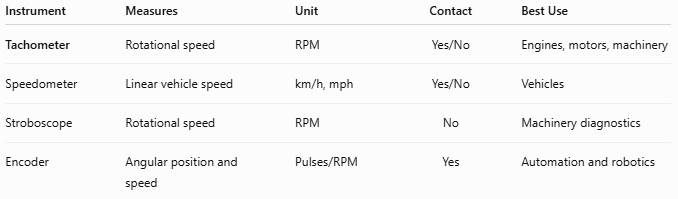 Instrument Measures Unit Contact Best Use
Tachometer Rotational speed RPM Yes/No Engines, motors, machinery
Speedometer Linear vehicle speed km/h, mph Yes/No Vehicles
Stroboscope Rotational speed RPM No Machinery diagnostics
Encoder Angular position and Pulses/RPM Yes Automation and robotics
speed